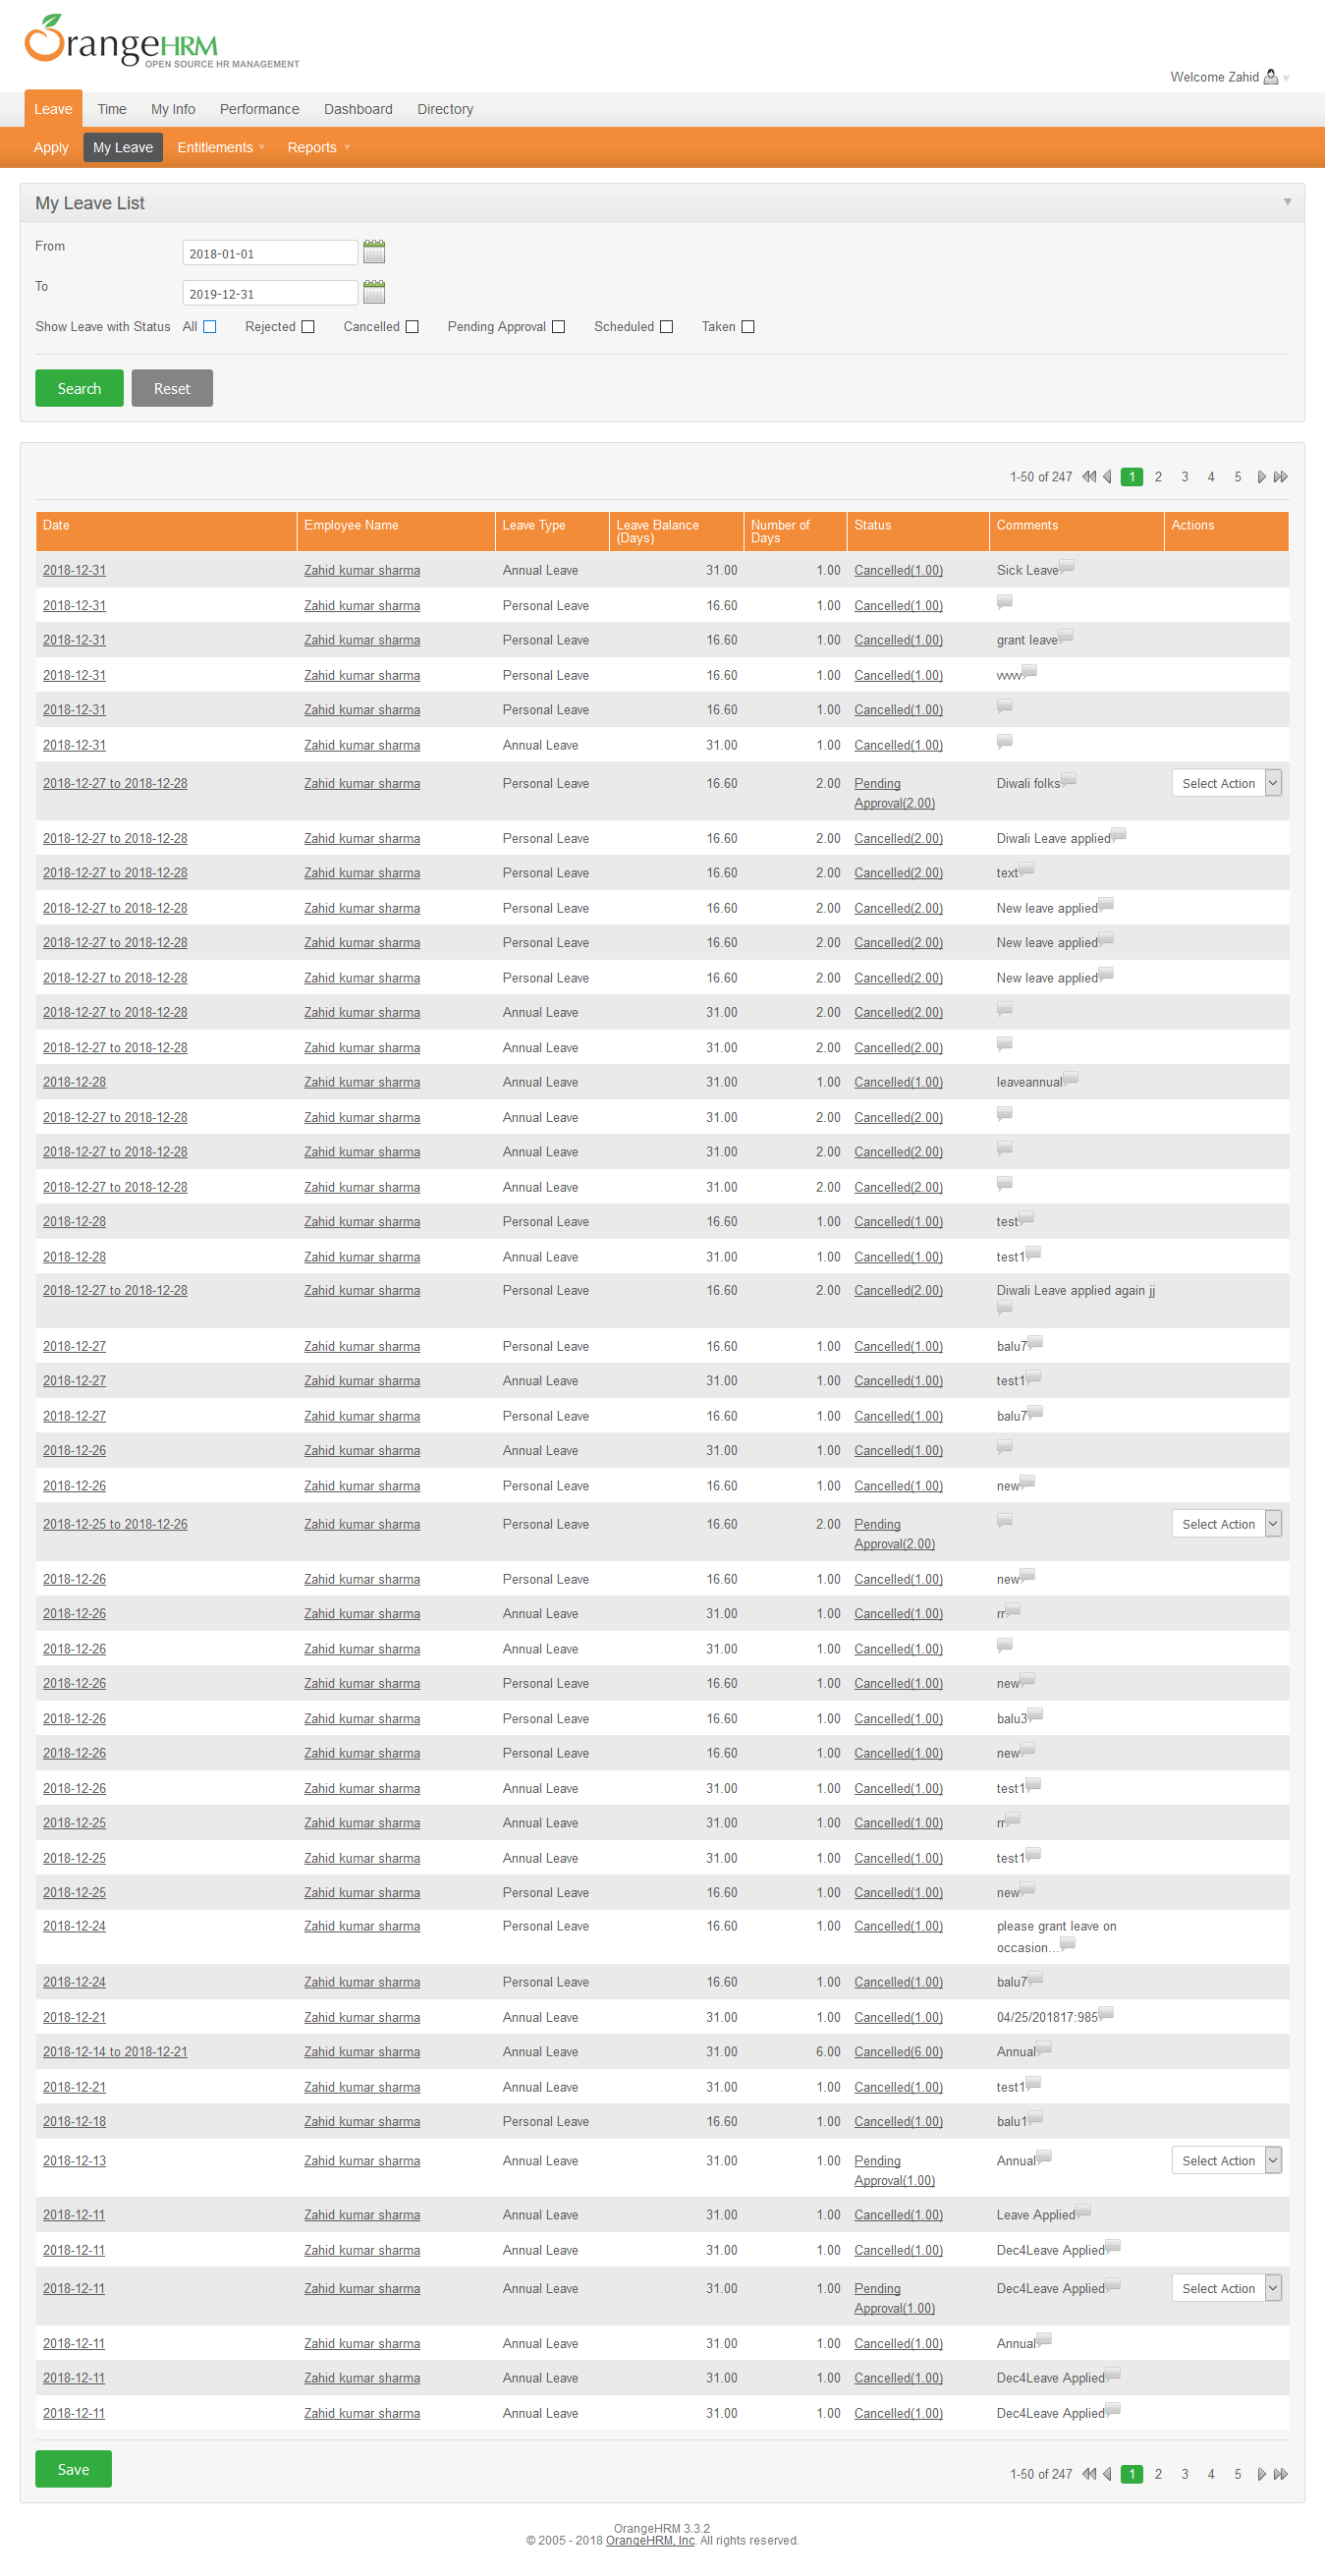 OrangeHRM
OPEN SOURCE HR MANAGEMENT
Welcome Zahid
Leave Time My Info Performance Dashboard Directory
Apply My Leave Entitlements Reports
My Leave List
From 2018-01-01
To 2019-12-31
Show Leave with Status All Rejected Cancelled Pending Approval Scheduled Taken
Search Reset
1-50 of 247 1 2 3 4 5
Date Employee Name Leave Type Leave Balance (Days) Number of Days Status Comments Actions
2018-12-31 Zahid kumar sharma Annual Leave 31.00 1.00 Cancelled(1.00) Sick Leave
2018-12-31 Zahid kumar sharma Personal Leave 16.60 1.00 Cancelled(1.00)
2018-12-31 Zahid kumar sharma Personal Leave 16.60 1.00 Cancelled(1.00) grant leave
2018-12-31 Zahid kumar sharma Personal Leave 16.60 1.00 Cancelled(1.00)
2018-12-31 Zahid kumar sharma Personal Leave 16.60 1.00 Cancelled(1.00)
2018-12-31 Zahid kumar sharma Annual Leave 31.00 1.00 Cancelled(1.00)
2018-12-27 to 2018-12-28 Zahid kumar sharma Personal Leave 16.60 2.00 Pending Approval(2.00) Diwali folks Select Action
2018-12-27 to 2018-12-28 Zahid kumar sharma Personal Leave 16.60 2.00 Cancelled(2.00) Diwali Leave applied
2018-12-27 to 2018-12-28 Zahid kumar sharma Personal Leave 16.60 2.00 Cancelled(2.00) text
2018-12-27 to 2018-12-28 Zahid kumar sharma Personal Leave 16.60 2.00 Cancelled(2.00) New leave applied
2018-12-27 to 2018-12-28 Zahid kumar sharma Personal Leave 16.60 2.00 Cancelled(2.00) New leave applied
2018-12-27 to 2018-12-28 Zahid kumar sharma Personal Leave 16.60 2.00 Cancelled(2.00) New leave applied
2018-12-27 to 2018-12-28 Zahid kumar sharma Annual Leave 31.00 2.00 Cancelled(2.00)
2018-12-27 to 2018-12-28 Zahid kumar sharma Annual Leave 31.00 2.00 Cancelled(2.00)
2018-12-28 Zahid kumar sharma Annual Leave 31.00 1.00 Cancelled(1.00) leaveannual
2018-12-27 to 2018-12-28 Zahid kumar sharma Annual Leave 31.00 2.00 Cancelled(2.00)
2018-12-27 to 2018-12-28 Zahid kumar sharma Annual Leave 31.00 2.00 Cancelled(2.00)
2018-12-27 to 2018-12-28 Zahid kumar sharma Annual Leave 31.00 2.00 Cancelled(2.00)
2018-12-28 Zahid kumar sharma Personal Leave 16.60 1.00 Cancelled(1.00) test
2018-12-28 Zahid kumar sharma Annual Leave 31.00 1.00 Cancelled(1.00) test1
2018-12-27 to 2018-12-28 Zahid kumar sharma Personal Leave 16.60 2.00 Cancelled(2.00) Diwali Leave applied again jj
2018-12-27 Zahid kumar sharma Personal Leave 16.60 1.00 Cancelled(1.00) balu7
2018-12-27 Zahid kumar sharma Annual Leave 31.00 1.00 Cancelled(1.00) test1
2018-12-27 Zahid kumar sharma Personal Leave 16.60 1.00 Cancelled(1.00) balu7
2018-12-26 Zahid kumar sharma Annual Leave 31.00 1.00 Cancelled(1.00)
2018-12-26 Zahid kumar sharma Personal Leave 16.60 1.00 Cancelled(1.00) new
2018-12-25 to 2018-12-26 Zahid kumar sharma Personal Leave 16.60 2.00 Pending Approval(2.00) Select Action
2018-12-26 Zahid kumar sharma Personal Leave 16.60 1.00 Cancelled(1.00) new
2018-12-26 Zahid kumar sharma Annual Leave 31.00 1.00 Cancelled(1.00) rr
2018-12-26 Zahid kumar sharma Annual Leave 31.00 1.00 Cancelled(1.00)
2018-12-26 Zahid kumar sharma Personal Leave 16.60 1.00 Cancelled(1.00) new
2018-12-26 Zahid kumar sharma Personal Leave 16.60 1.00 Cancelled(1.00) balu3
2018-12-26 Zahid kumar sharma Personal Leave 16.60 1.00 Cancelled(1.00) new
2018-12-26 Zahid kumar sharma Annual Leave 31.00 1.00 Cancelled(1.00) test1
2018-12-25 Zahid kumar sharma Annual Leave 31.00 1.00 Cancelled(1.00) rr
2018-12-25 Zahid kumar sharma Annual Leave 31.00 1.00 Cancelled(1.00) test1
2018-12-25 Zahid kumar sharma Personal Leave 16.60 1.00 Cancelled(1.00) new
2018-12-24 Zahid kumar sharma Personal Leave 16.60 1.00 Cancelled(1.00) please grant leave on occasion...
2018-12-24 Zahid kumar sharma Personal Leave 16.60 1.00 Cancelled(1.00) balu7
2018-12-21 Zahid kumar sharma Annual Leave 31.00 1.00 Cancelled(1.00) 04/25/201817:985
2018-12-14 to 2018-12-21 Zahid kumar sharma Annual Leave 31.00 6.00 Cancelled(6.00) Annual
2018-12-21 Zahid kumar sharma Annual Leave 31.00 1.00 Cancelled(1.00) test1
2018-12-18 Zahid kumar sharma Personal Leave 16.60 1.00 Cancelled(1.00) balu1
2018-12-13 Zahid kumar sharma Annual Leave 31.00 1.00 Pending Approval(1.00) Annual Select Action
2018-12-11 Zahid kumar sharma Annual Leave 31.00 1.00 Cancelled(1.00) Leave Applied
2018-12-11 Zahid kumar sharma Annual Leave 31.00 1.00 Cancelled(1.00) Dec4Leave Applied
2018-12-11 Zahid kumar sharma Annual Leave 31.00 1.00 Pending Approval(1.00) Dec4Leave Applied Select Action
2018-12-11 Zahid kumar sharma Annual Leave 31.00 1.00 Cancelled(1.00) Annual
2018-12-11 Zahid kumar sharma Annual Leave 31.00 1.00 Cancelled(1.00) Dec4Leave Applied
2018-12-11 Zahid kumar sharma Annual Leave 31.00 1.00 Cancelled(1.00) Dec4Leave Applied
Save 1-50 of 247 1 2 3 4 5
OrangeHRM 3.3.2
© 2005 - 2018 OrangeHRM, Inc. All rights reserved.